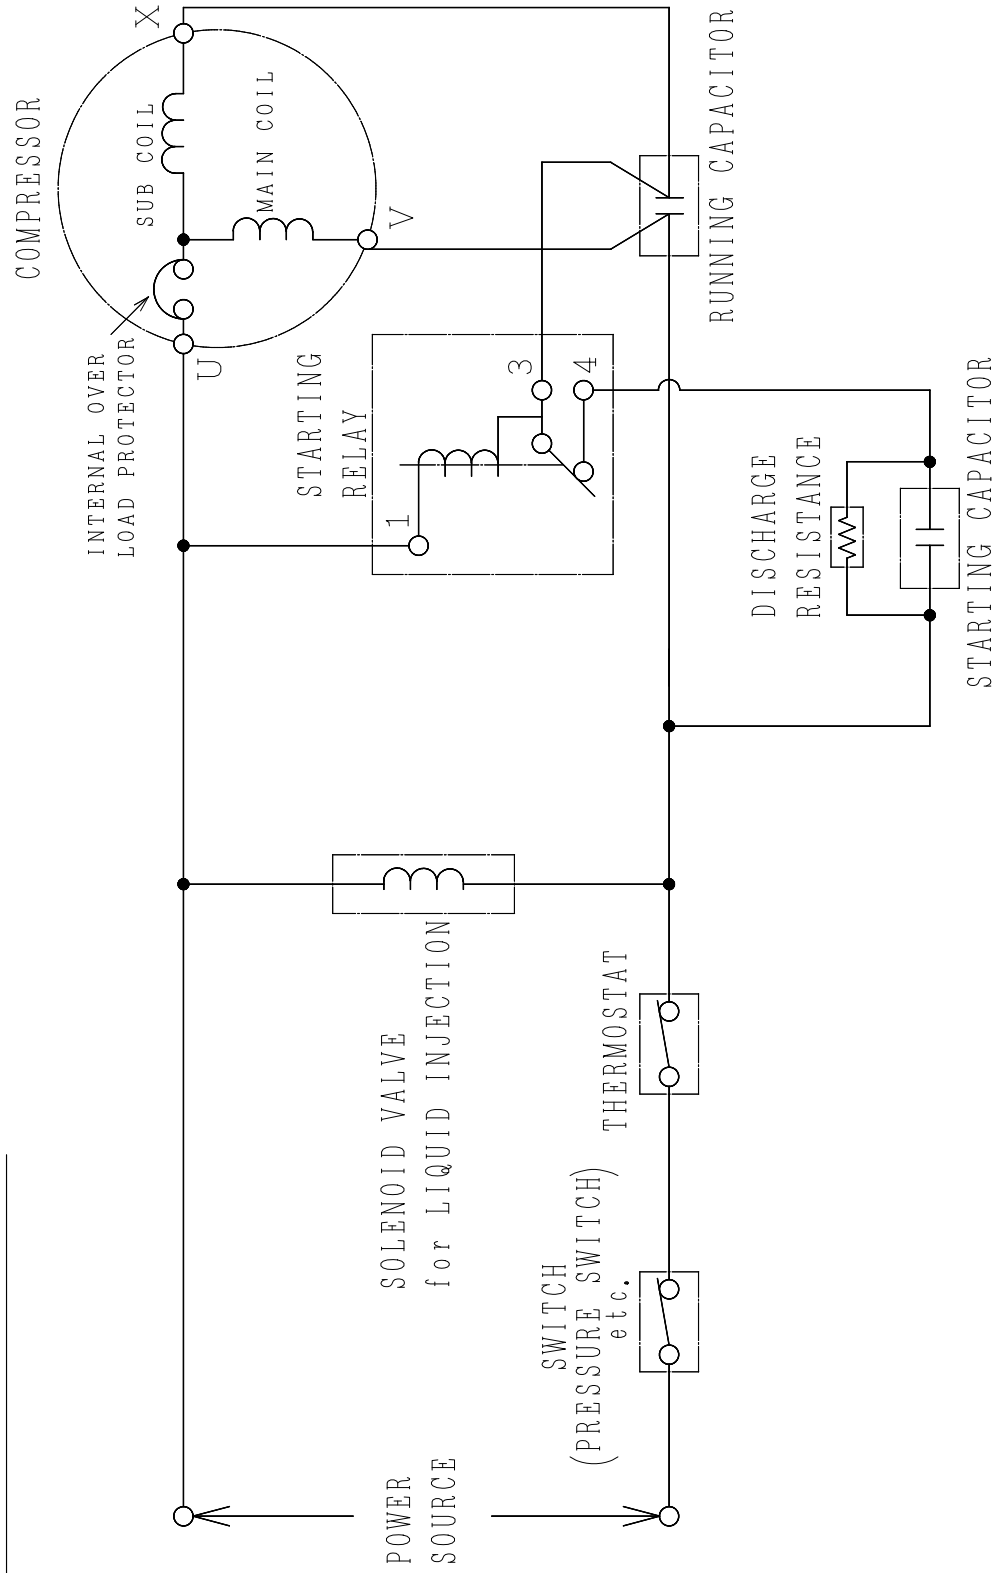 COMPRESSOR
X
SUB COIL
MAIN COIL
V
U
INTERNAL OVER
LOAD PROTECTOR
STARTING
RELAY
1
3
4
RUNNING CAPACITOR
DISCHARGE
RESISTANCE
STARTING CAPACITOR
SOLENOID VALVE
for LIQUID INJECTION
THERMOSTAT
SWITCH
(PRESSURE SWITCH)
etc.
POWER
SOURCE